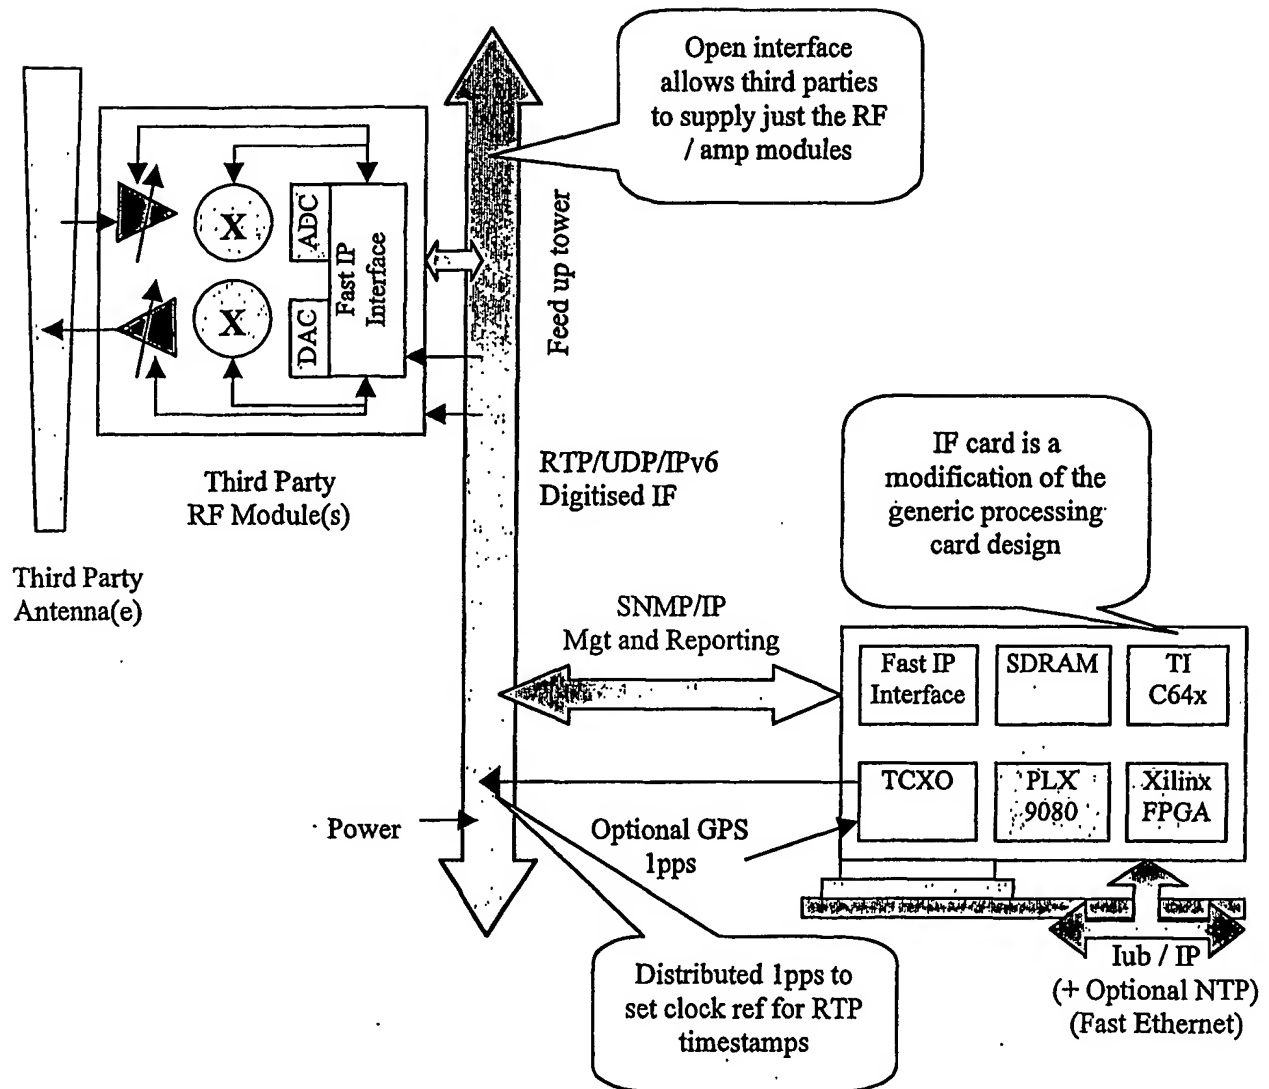 Open interface
allows third parties
to supply just the RF
/ amp modules
X
ADC
Fast IP
Interface
X
DAC
Feed up tower
Third Party
RF Module(s)
RTP/UDP/IPv6
Digitised IF
Third Party
Antenna(e)
IF card is a
modification of the
generic processing
card design
SNMP/IP
Mgt and Reporting
Fast IP
Interface
SDRAM
TI
C64x
TCXO
PLX
9080
Xilinx
FPGA
Power
Optional GPS
1pps
Distributed 1pps to
set clock ref for RTP
timestamps
Iub / IP
(+ Optional NTP)
(Fast Ethernet)